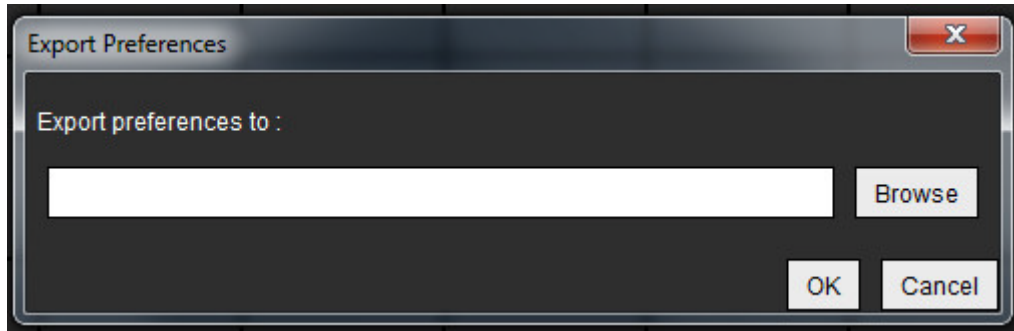 Export Preferences
Export preferences to :
Browse
OK
Cancel